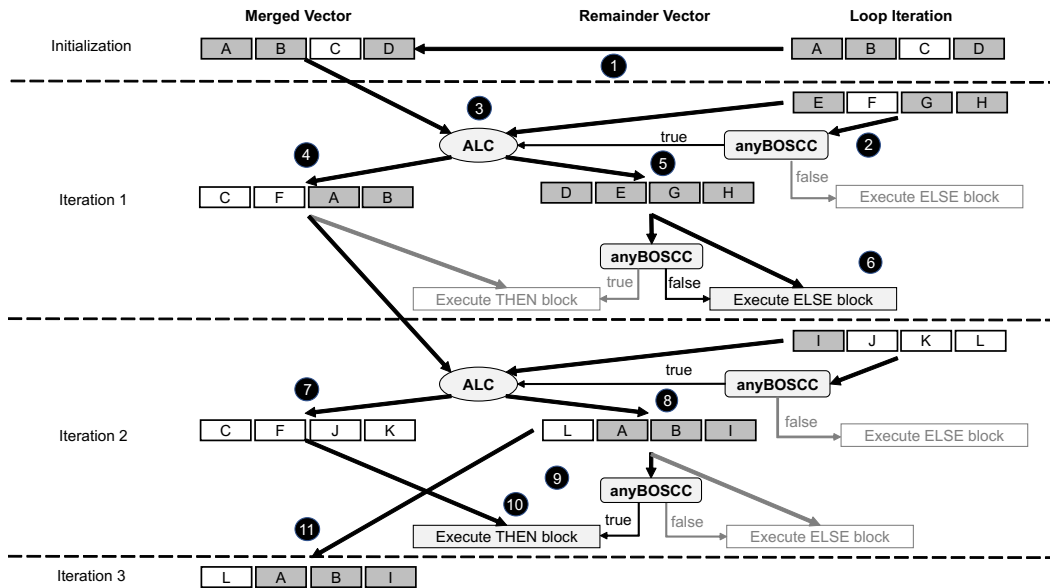 Merged Vector Remainder Vector Loop Iteration
Initialization A B C D A B C D
1
E F G H
3
ALC true anyBOSCC 2
4 5 false
Iteration 1 C F A B D E G H Execute ELSE block
anyBOSCC
true false 6
Execute THEN block Execute ELSE block
I J K L
ALC true anyBOSCC
7 8 false
Iteration 2 C F J K L A B I Execute ELSE block
9 anyBOSCC
10 true false
11 Execute THEN block Execute ELSE block
Iteration 3 L A B I